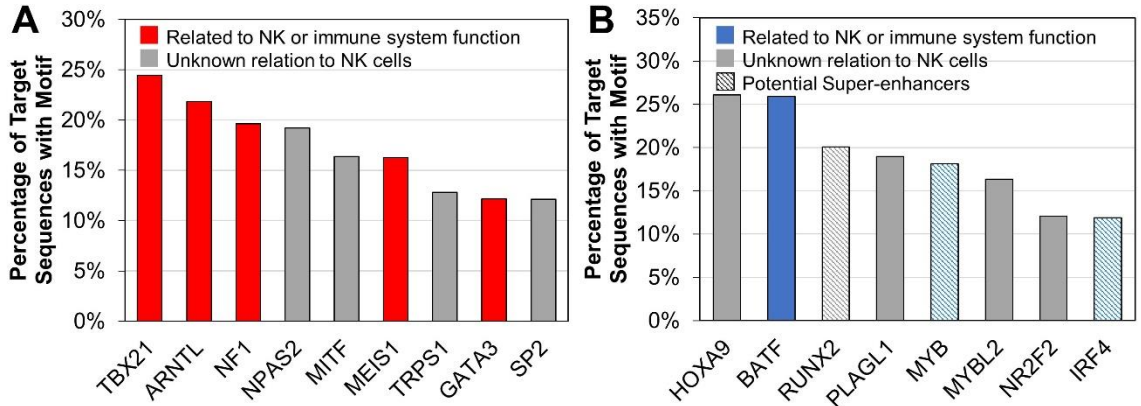 A
Percentage of Target
Sequences with Motif
30%
25%
20%
15%
10%
5%
0%
Related to NK or immune system function
Unknown relation to NK cells
TBX21
ARNTL
NF1
NPAS2
MITF
MEIS1
TRPS1
GATA3
SP2
B
Percentage of Target
Sequences with Motif
35%
30%
25%
20%
15%
10%
5%
0%
Related to NK or immune system function
Unknown relation to NK cells
Potential Super-enhancers
HOXA9
BATF
RUNX2
PLAGL1
MYB
MYBL2
NR2F2
IRF4